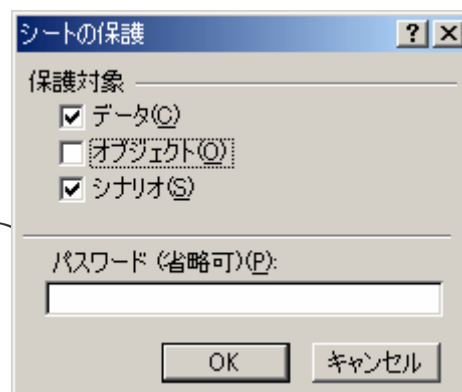 シートの保護
保護対象
データ(C)
オブジェクト(O)
シナリオ(S)
パスワード (省略可)(P):
OK キャンセル